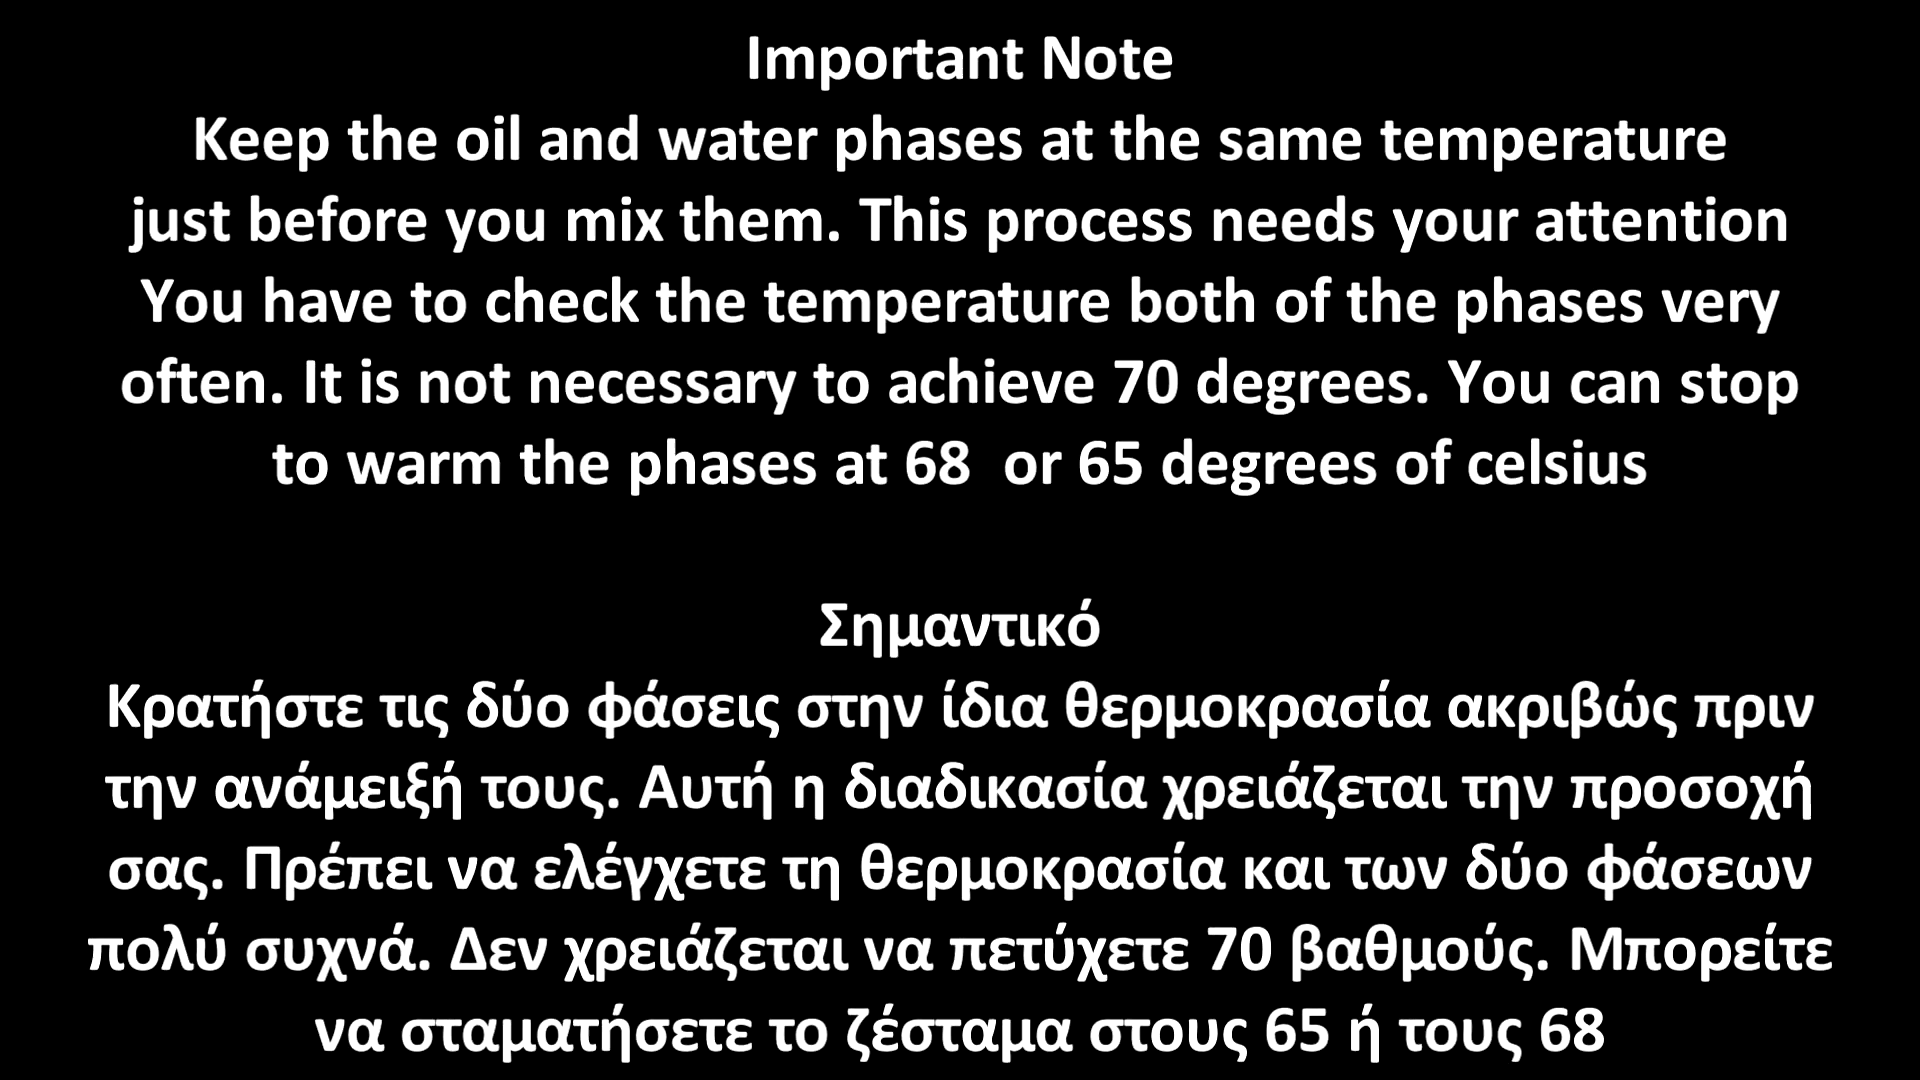 Important Note
Keep the oil and water phases at the same temperature
just before you mix them. This process needs your attention
You have to check the temperature both of the phases very
often. It is not necessary to achieve 70 degrees. You can stop
to warm the phases at 68  or 65 degrees of celsius
Σημαντικό
Κρατήστε τις δύο φάσεις στην ίδια θερμοκρασία ακριβώς πριν
την ανάμειξή τους. Αυτή η διαδικασία χρειάζεται την προσοχή
σας. Πρέπει να ελέγχετε τη θερμοκρασία και των δύο φάσεων
πολύ συχνά. Δεν χρειάζεται να πετύχετε 70 βαθμούς. Μπορείτε
να σταματήσετε το ζέσταμα στους 65 ή τους 68